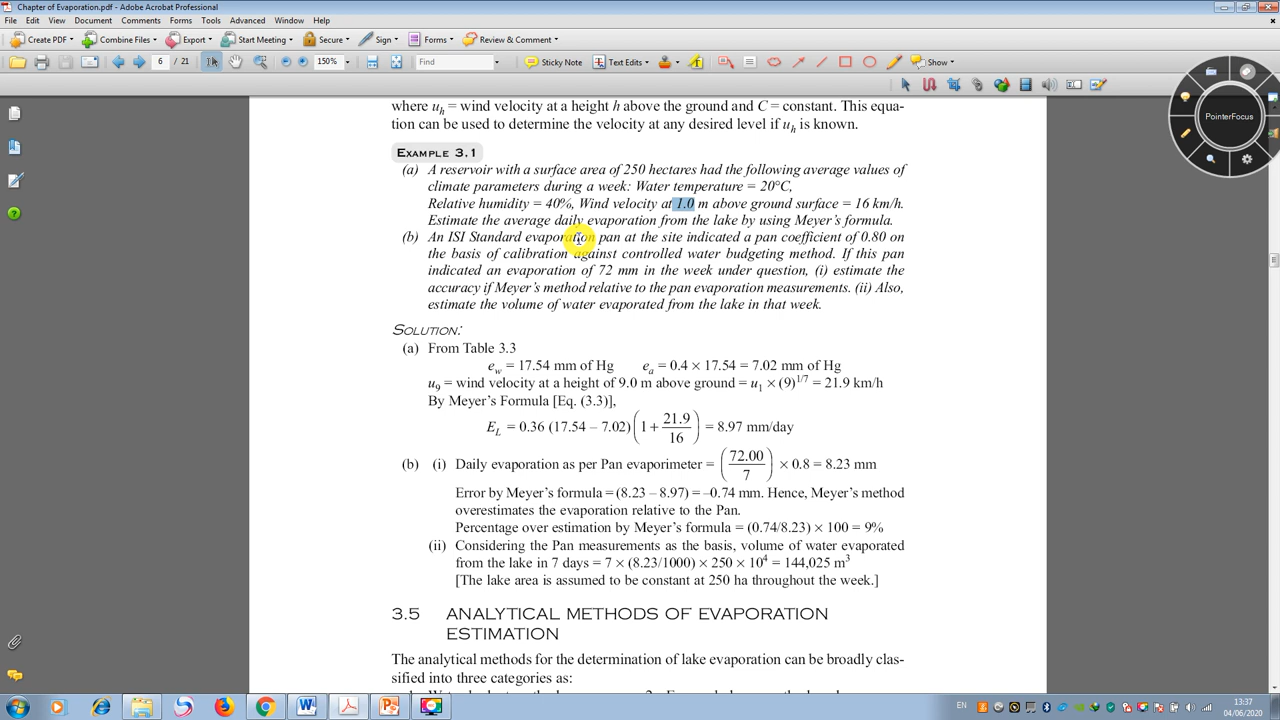 Chapter of Evaporation.pdf - Adobe Acrobat Professional
File Edit View Document Comments Forms Tools Advanced Window Help
Create PDF Combine Files Export Start Meeting Secure Sign Forms Review & Comment
6 / 21 150% Find Sticky Note Text Edits Show
PointerFocus
where uh = wind velocity at a height h above the ground and C = constant. This equa-
tion can be used to determine the velocity at any desired level if uh is known.
EXAMPLE 3.1
(a) A reservoir with a surface area of 250 hectares had the following average values of
climate parameters during a week: Water temperature = 20°C,
Relative humidity = 40%, Wind velocity at 1.0 m above ground surface = 16 km/h.
Estimate the average daily evaporation from the lake by using Meyer's formula.
(b) An ISI Standard evaporation pan at the site indicated a pan coefficient of 0.80 on
the basis of calibration against controlled water budgeting method. If this pan
indicated an evaporation of 72 mm in the week under question, (i) estimate the
accuracy if Meyer's method relative to the pan evaporation measurements. (ii) Also,
estimate the volume of water evaporated from the lake in that week.
SOLUTION:
(a) From Table 3.3
ew = 17.54 mm of Hg ea = 0.4 × 17.54 = 7.02 mm of Hg
u9 = wind velocity at a height of 9.0 m above ground = u1 × (9)^1/7 = 21.9 km/h
By Meyer's Formula [Eq. (3.3)],
EL = 0.36 (17.54 – 7.02) (1 + 21.9/16) = 8.97 mm/day
(b) (i) Daily evaporation as per Pan evaporimeter = (72.00/7) × 0.8 = 8.23 mm
Error by Meyer's formula = (8.23 – 8.97) = –0.74 mm. Hence, Meyer's method
overestimates the evaporation relative to the Pan.
Percentage over estimation by Meyer's formula = (0.74/8.23) × 100 = 9%
(ii) Considering the Pan measurements as the basis, volume of water evaporated
from the lake in 7 days = 7 × (8.23/1000) × 250 × 10^4 = 144,025 m^3
[The lake area is assumed to be constant at 250 ha throughout the week.]
3.5 ANALYTICAL METHODS OF EVAPORATION
ESTIMATION
The analytical methods for the determination of lake evaporation can be broadly clas-
sified into three categories as:
EN 13:37
04/06/2020